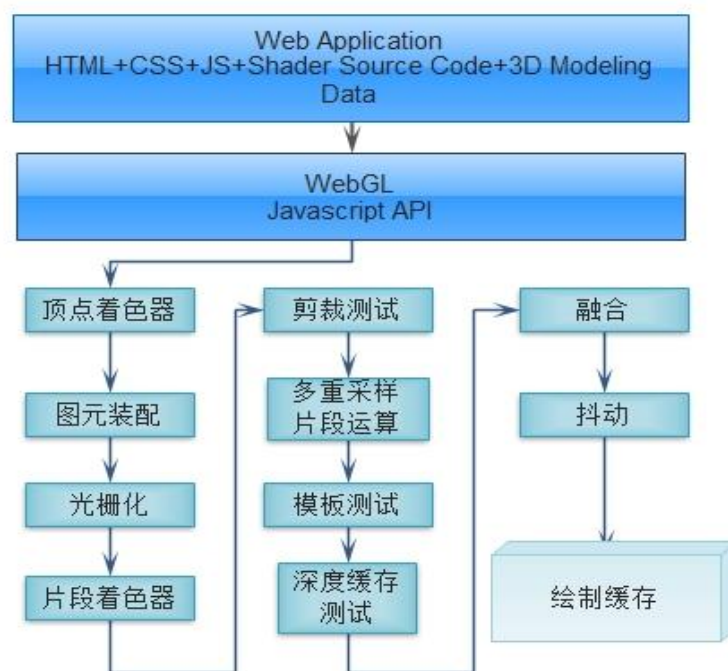 Web Application
HTML+CSS+JS+Shader Source Code+3D Modeling
Data
WebGL
Javascript API
顶点着色器
图元装配
光栅化
片段着色器
剪裁测试
多重采样
片段运算
模板测试
深度缓存
测试
融合
抖动
绘制缓存